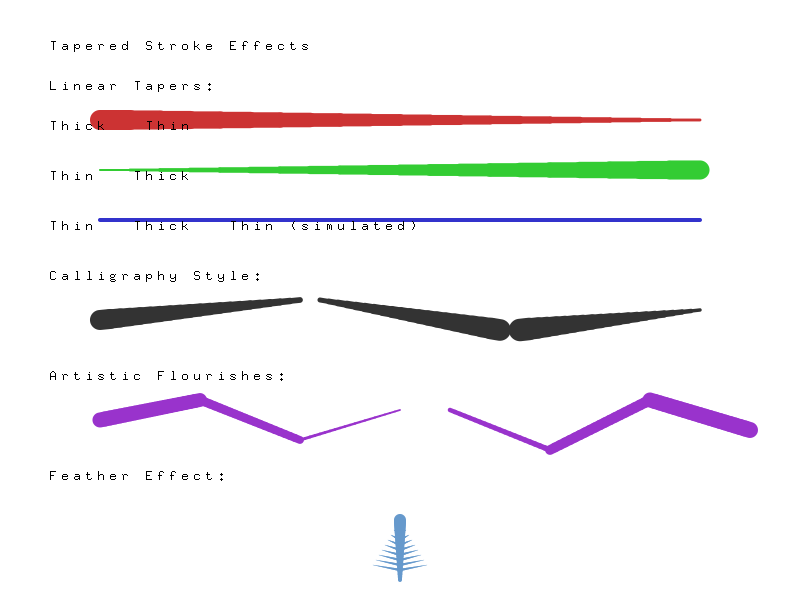 Tapered Stroke Effects
Linear Tapers:
Thick  Thin
Thin  Thick
Thin  Thick  Thin (simulated)
Calligraphy Style:
Artistic Flourishes:
Feather Effect: